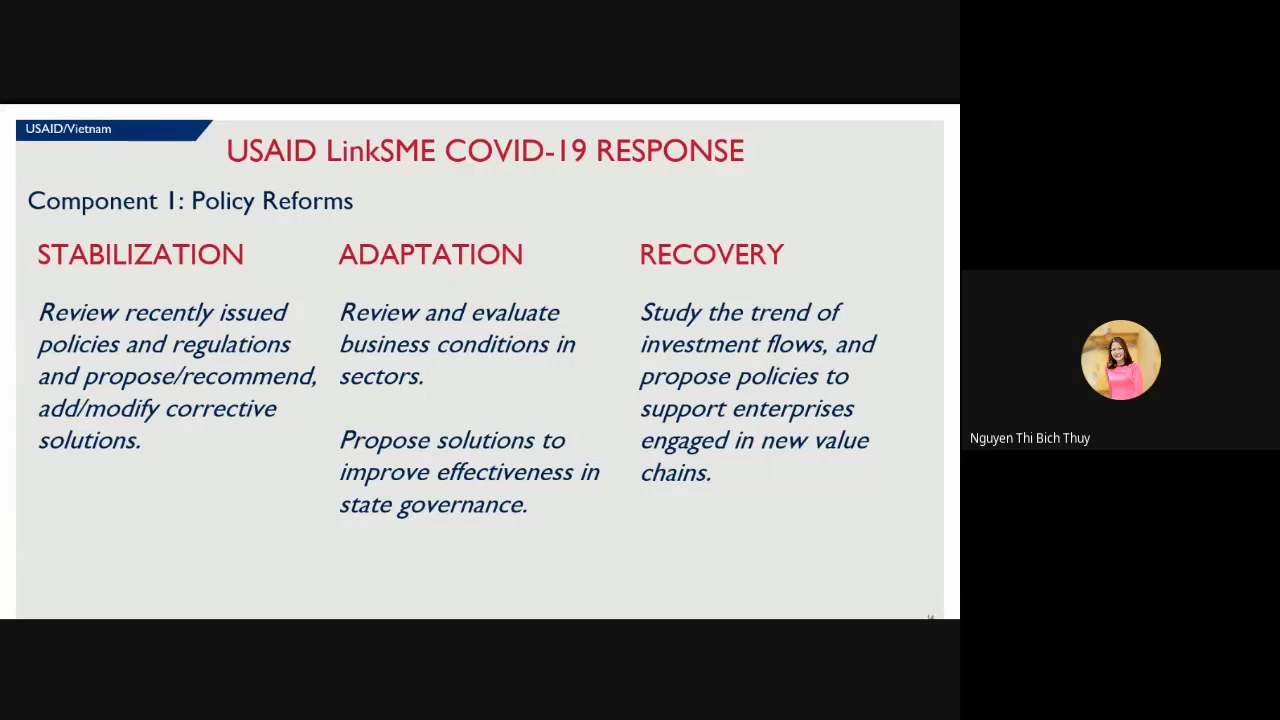 USAID/Vietnam
USAID LinkSME COVID-19 RESPONSE
Component 1: Policy Reforms
STABILIZATION
Review recently issued
policies and regulations
and propose/recommend,
add/modify corrective
solutions.
ADAPTATION
Review and evaluate
business conditions in
sectors.
Propose solutions to
improve effectiveness in
state governance.
RECOVERY
Study the trend of
investment flows, and
propose policies to
support enterprises
engaged in new value
chains.
Nguyen Thi Bich Thuy